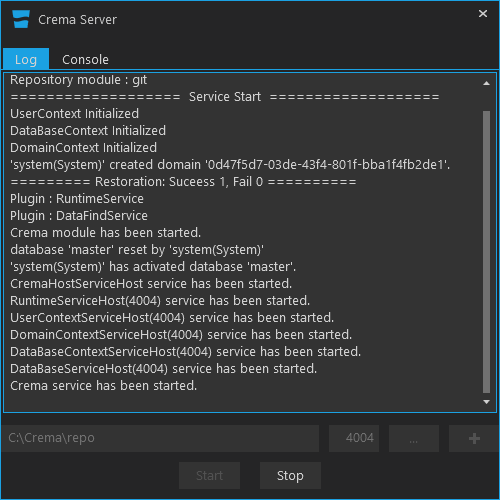 Crema Server
Log Console
Repository module : git
=================== Service Start ===================
UserContext Initialized
DataBaseContext Initialized
DomainContext Initialized
'system(System)' created domain '0d47f5d7-03de-43f4-801f-bba1f4fb2de1'.
========= Restoration: Suceess 1, Fail 0 ==========
Plugin : RuntimeService
Plugin : DataFindService
Crema module has been started.
database 'master' reset by 'system(System)'
'system(System)' has activated database 'master'.
CremaHostServiceHost service has been started.
RuntimeServiceHost(4004) service has been started.
UserContextServiceHost(4004) service has been started.
DomainContextServiceHost(4004) service has been started.
DataBaseContextServiceHost(4004) service has been started.
DataBaseServiceHost(4004) service has been started.
Crema service has been started.
C:\Crema\repo 4004 ... +
Start Stop